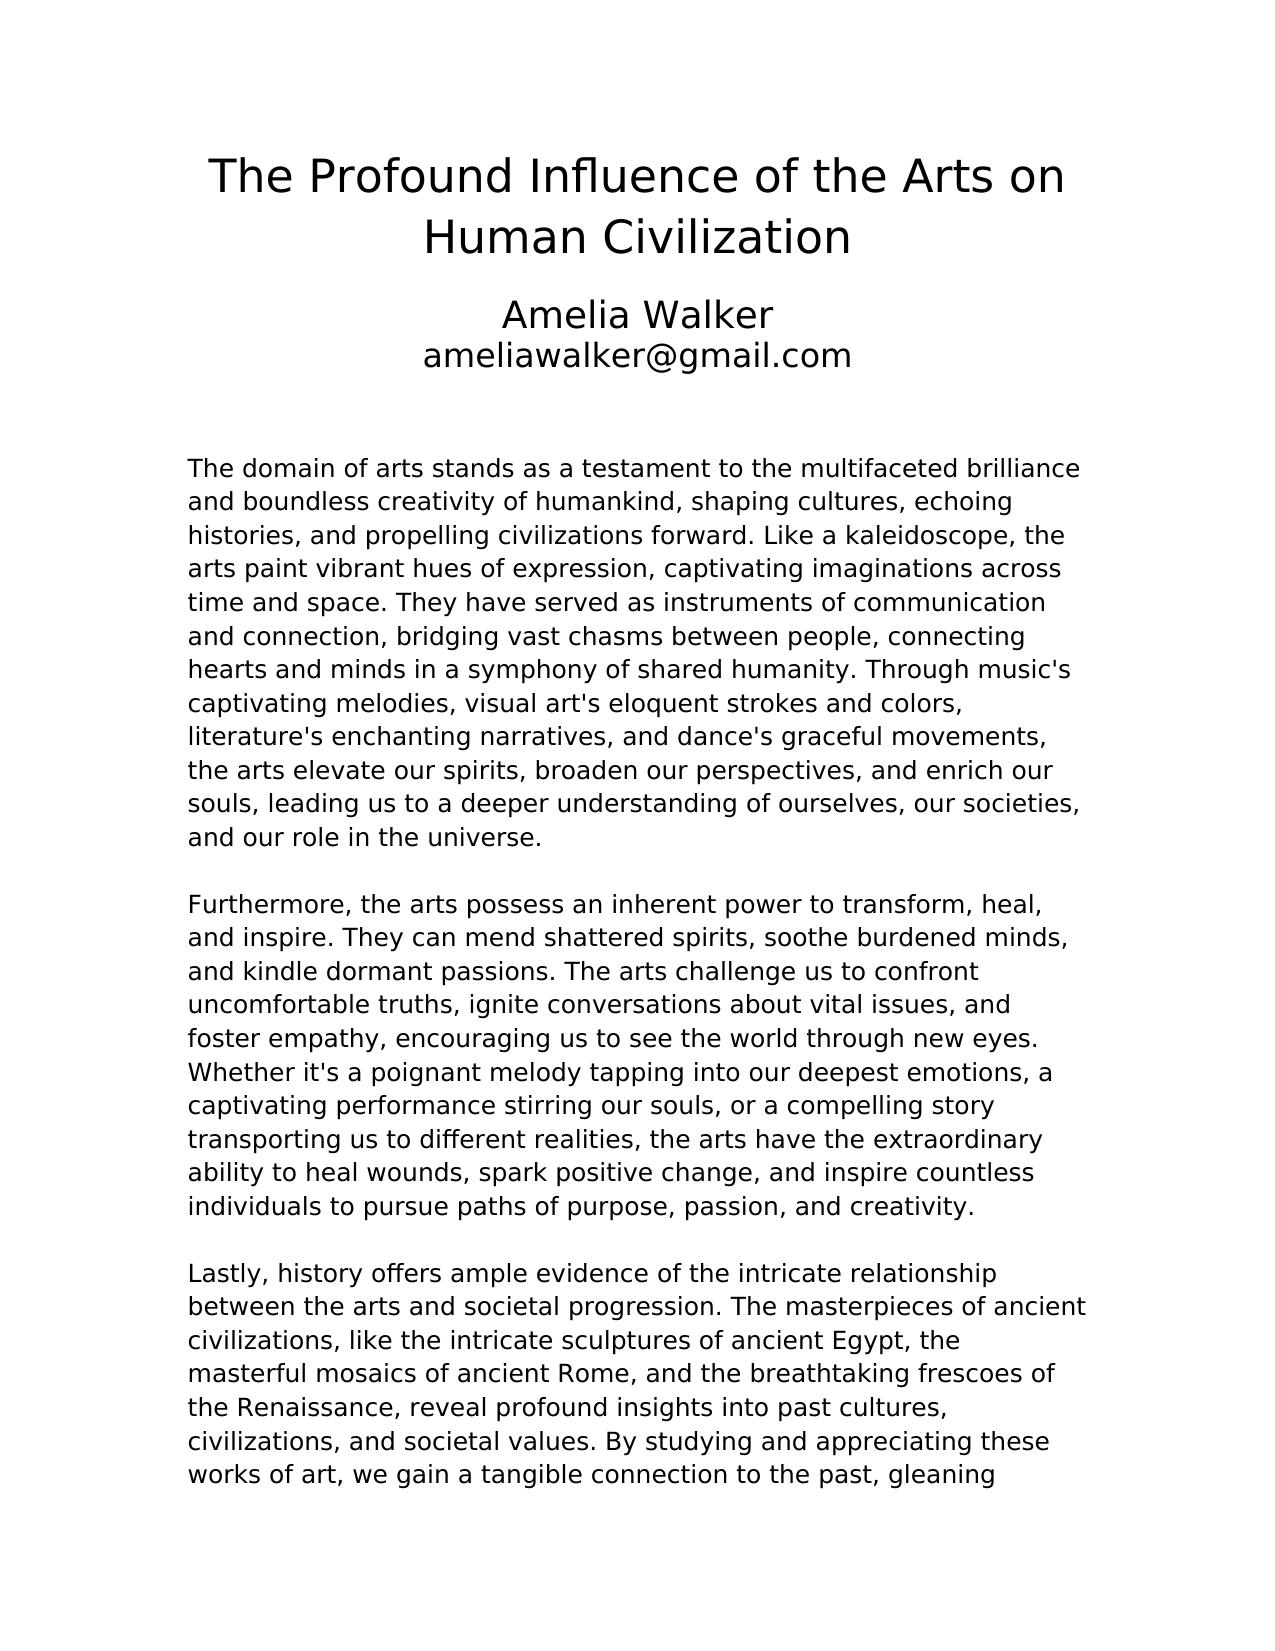 The Profound Influence of the Arts on
Human Civilization
Amelia Walker
ameliawalker@gmail.com
The domain of arts stands as a testament to the multifaceted brilliance
and boundless creativity of humankind, shaping cultures, echoing
histories, and propelling civilizations forward. Like a kaleidoscope, the
arts paint vibrant hues of expression, captivating imaginations across
time and space. They have served as instruments of communication
and connection, bridging vast chasms between people, connecting
hearts and minds in a symphony of shared humanity. Through music's
captivating melodies, visual art's eloquent strokes and colors,
literature's enchanting narratives, and dance's graceful movements,
the arts elevate our spirits, broaden our perspectives, and enrich our
souls, leading us to a deeper understanding of ourselves, our societies,
and our role in the universe.
Furthermore, the arts possess an inherent power to transform, heal,
and inspire. They can mend shattered spirits, soothe burdened minds,
and kindle dormant passions. The arts challenge us to confront
uncomfortable truths, ignite conversations about vital issues, and
foster empathy, encouraging us to see the world through new eyes.
Whether it's a poignant melody tapping into our deepest emotions, a
captivating performance stirring our souls, or a compelling story
transporting us to different realities, the arts have the extraordinary
ability to heal wounds, spark positive change, and inspire countless
individuals to pursue paths of purpose, passion, and creativity.
Lastly, history offers ample evidence of the intricate relationship
between the arts and societal progression. The masterpieces of ancient
civilizations, like the intricate sculptures of ancient Egypt, the
masterful mosaics of ancient Rome, and the breathtaking frescoes of
the Renaissance, reveal profound insights into past cultures,
civilizations, and societal values. By studying and appreciating these
works of art, we gain a tangible connection to the past, gleaning